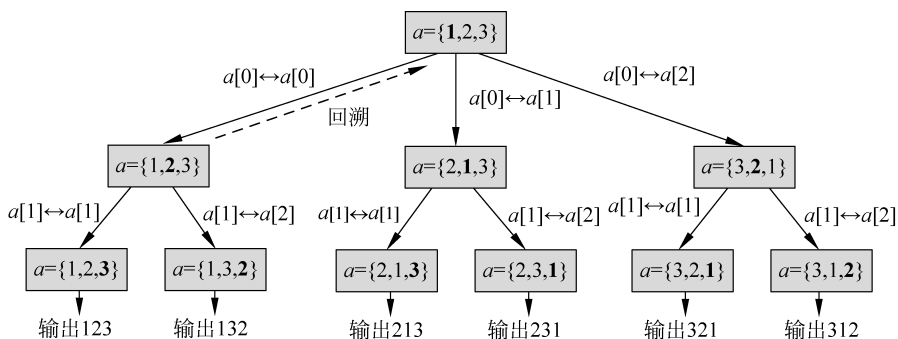 a={1,2,3}
a[0]↔a[0]
回溯
a[0]↔a[1]
a[0]↔a[2]
a={1,2,3}
a={2,1,3}
a={3,2,1}
a[1]↔a[1]
a[1]↔a[2]
a[1]↔a[1]
a[1]↔a[2]
a[1]↔a[1]
a[1]↔a[2]
a={1,2,3}
a={1,3,2}
a={2,1,3}
a={2,3,1}
a={3,2,1}
a={3,1,2}
输出123
输出132
输出213
输出231
输出321
输出312